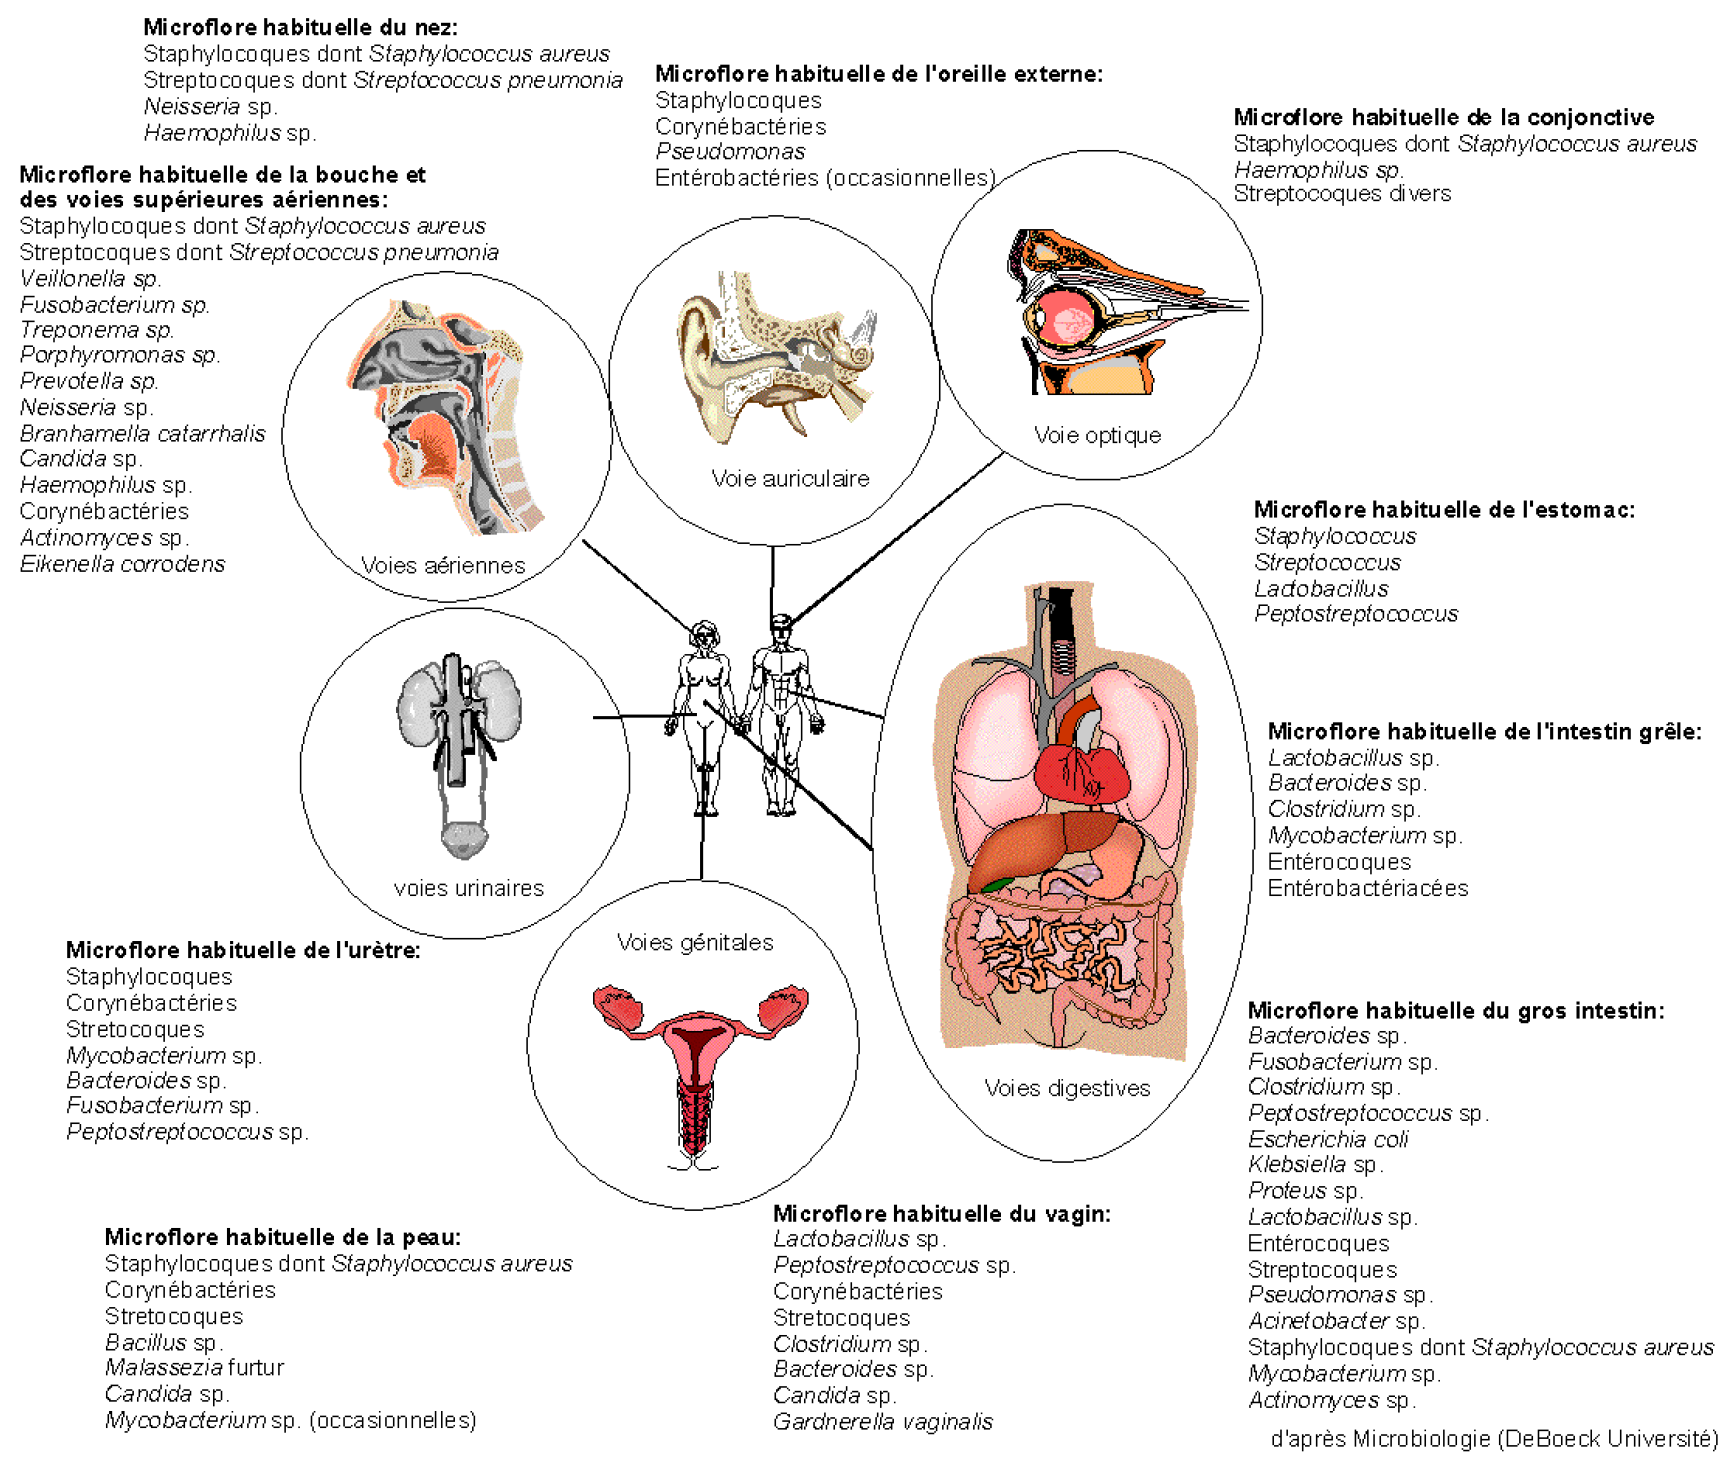 Microflore habituelle du nez:
Staphylocoques dont Staphylococcus aureus
Streptocoques dont Streptococcus pneumonia
Neisseria sp.
Haemophilus sp.
Microflore habituelle de l'oreille externe:
Staphylocoques
Corynébactéries
Pseudomonas
Entérobactéries (occasionnelles)
Microflore habituelle de la conjonctive
Staphylocoques dont Staphylococcus aureus
Haemophilus sp.
Streptocoques divers
Microflore habituelle de la bouche et
des voies supérieures aériennes:
Staphylocoques dont Staphylococcus aureus
Streptocoques dont Streptococcus pneumonia
Veillonella sp.
Fusobacterium sp.
Treponema sp.
Porphyromonas sp.
Prevotella sp.
Neisseria sp.
Branhamella catarrhalis
Candida sp.
Haemophilus sp.
Corynébactéries
Actinomyces sp.
Eikenella corrodens
Voies aériennes
Voie auriculaire
Voie optique
Microflore habituelle de l'estomac:
Staphylococcus
Streptococcus
Lactobacillus
Peptostreptococcus
voies urinaires
Voies génitales
Voies digestives
Microflore habituelle de l'intestin grêle:
Lactobacillus sp.
Bacteroides sp.
Clostridium sp.
Mycobacterium sp.
Entérocoques
Entérobactériacées
Microflore habituelle de l'urètre:
Staphylocoques
Corynébactéries
Stretocoques
Mycobacterium sp.
Bacteroides sp.
Fusobacterium sp.
Peptostreptococcus sp.
Microflore habituelle du gros intestin:
Bacteroides sp.
Fusobacterium sp.
Clostridium sp.
Peptostreptococcus sp.
Escherichia coli
Klebsiella sp.
Proteus sp.
Lactobacillus sp.
Entérocoques
Streptocoques
Pseudomonas sp.
Acinetobacter sp.
Staphylocoques dont Staphylococcus aureus
Mycobacterium sp.
Actinomyces sp.
Microflore habituelle de la peau:
Staphylocoques dont Staphylococcus aureus
Corynébactéries
Stretocoques
Bacillus sp.
Malassezia furtur
Candida sp.
Mycobacterium sp. (occasionnelles)
Microflore habituelle du vagin:
Lactobacillus sp.
Peptostreptococcus sp.
Corynébactéries
Stretocoques
Clostridium sp.
Bacteroides sp.
Candida sp.
Gardnerella vaginalis
d'après Microbiologie (DeBoeck Université)